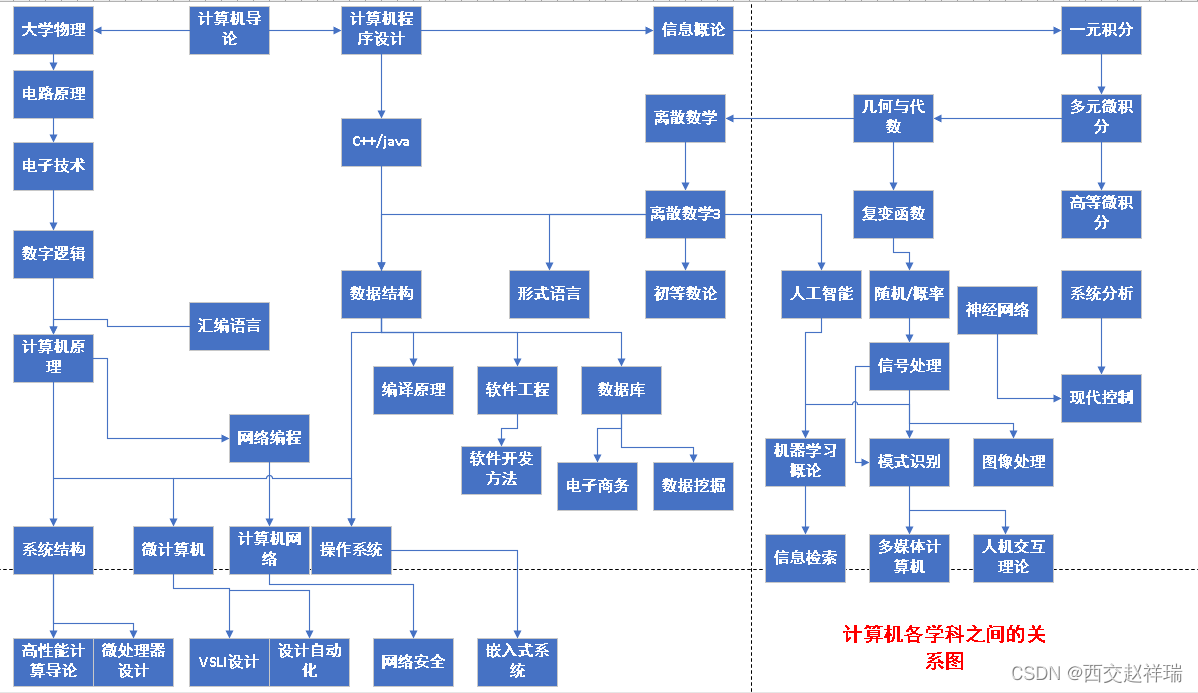 大学物理
计算机导
论
计算机程
序设计
信息概论
一元积分
电路原理
离散数学
几何与代
数
多元微积
分
C++/java
电子技术
离散数学3
复变函数
高等微积
分
数字逻辑
数据结构
形式语言
初等数论
人工智能
随机/概率
神经网络
系统分析
汇编语言
计算机原
理
编译原理
软件工程
数据库
信号处理
现代控制
网络编程
软件开发
方法
电子商务
数据挖掘
机器学习
概论
模式识别
图像处理
系统结构
微计算机
计算机网
络
操作系统
信息检索
多媒体计
算机
人机交互
理论
高性能计
算导论
微处理器
设计
VSLI设计
设计自动
化
网络安全
嵌入式系
统
计算机各学科之间的关
系图
CSDN @西交赵祥瑞